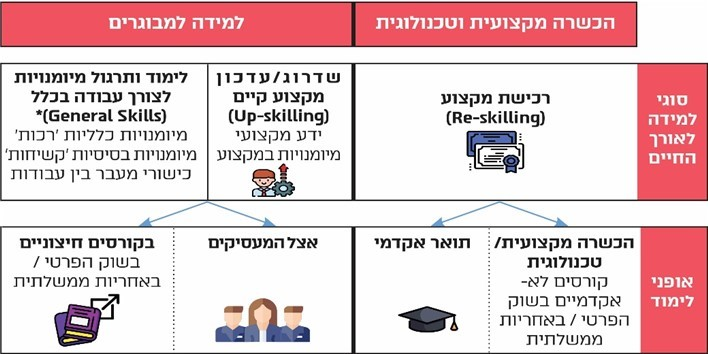 הכשרה מקצועית וטכנולוגית
למידה למבוגרים
סוגי
למידה
לאורך
החיים
רכישת מקצוע
(Re-skilling)
שדרוג/עדכון
מקצוע קיים
(Up-skilling)
ידע מקצועי
מיומנויות במקצוע
לימוד ותרגול מיומנויות
לצורך עבודה בכלל
(General Skills)*
מיומנויות כלליות 'רכות'
מיומנויות בסיסיות 'קשיחות'
כישורי מעבר בין עבודות
אופני
לימוד
הכשרה מקצועית/
טכנולוגית
קורסים לא-
אקדמיים בשוק
הפרטי / באחריות
ממשלתית
תואר אקדמי
אצל המעסיקים
בקורסים חיצוניים
בשוק הפרטי /
באחריות ממשלתית